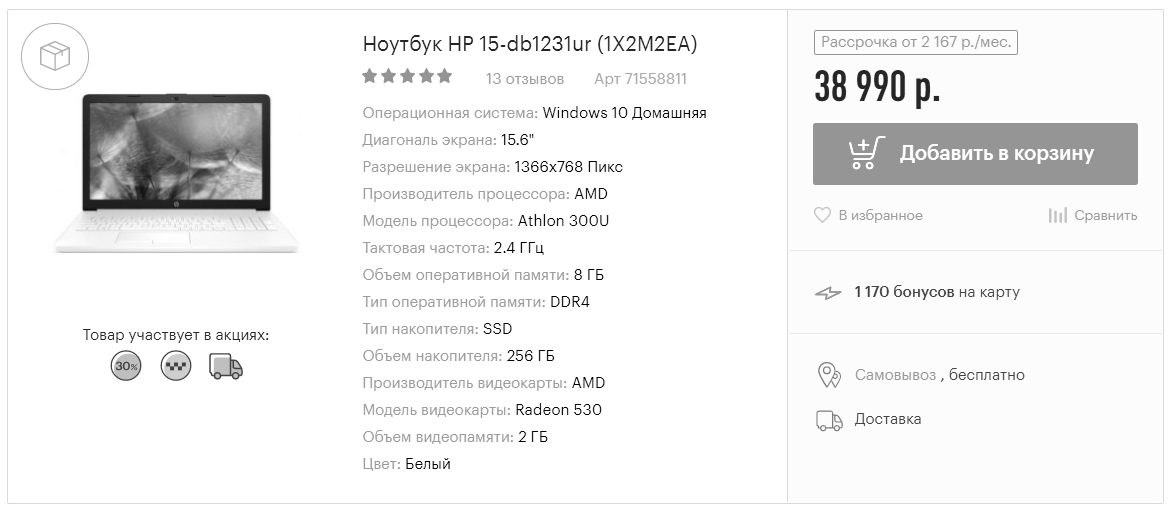 Ноутбук HP 15-db1231ur (1X2M2EA)
13 отзывов Арт 71558811
Операционная система: Windows 10 Домашняя
Диагональ экрана: 15.6"
Разрешение экрана: 1366x768 Пикс
Производитель процессора: AMD
Модель процессора: Athlon 300U
Тактовая частота: 2.4 ГГц
Объем оперативной памяти: 8 ГБ
Тип оперативной памяти: DDR4
Тип накопителя: SSD
Объем накопителя: 256 ГБ
Производитель видеокарты: AMD
Модель видеокарты: Radeon 530
Объем видеопамяти: 2 ГБ
Цвет: Белый
Товар участвует в акциях:
30%
Рассрочка от 2 167 р./мес.
38 990 р.
Добавить в корзину
В избранное
Сравнить
1 170 бонусов на карту
Самовывоз , бесплатно
Доставка